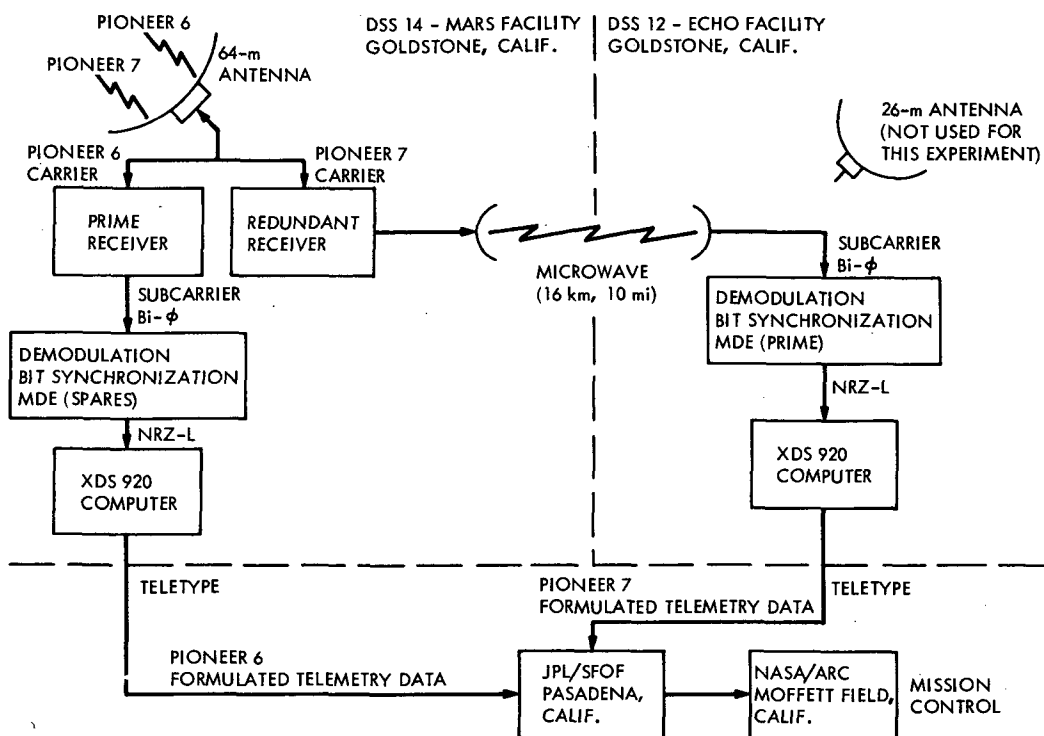 PIONEER 6
PIONEER 7
64-m
ANTENNA
DSS 14 - MARS FACILITY
GOLDSTONE, CALIF.
DSS 12 - ECHO FACILITY
GOLDSTONE, CALIF.
26-m ANTENNA
(NOT USED FOR
THIS EXPERIMENT)
PIONEER 6
CARRIER
PIONEER 7
CARRIER
PRIME
RECEIVER
REDUNDANT
RECEIVER
MICROWAVE
(16 km, 10 mi)
SUBCARRIER
Bi-ϕ
SUBCARRIER
Bi-ϕ
DEMODULATION
BIT SYNCHRONIZATION
MDE (SPARES)
DEMODULATION
BIT SYNCHRONIZATION
MDE (PRIME)
NRZ-L
NRZ-L
XDS 920
COMPUTER
XDS 920
COMPUTER
TELETYPE
PIONEER 7
FORMULATED TELEMETRY DATA
TELETYPE
PIONEER 6
FORMULATED TELEMETRY DATA
JPL/SFOF
PASADENA,
CALIF.
NASA/ARC
MOFFETT FIELD,
CALIF.
MISSION
CONTROL